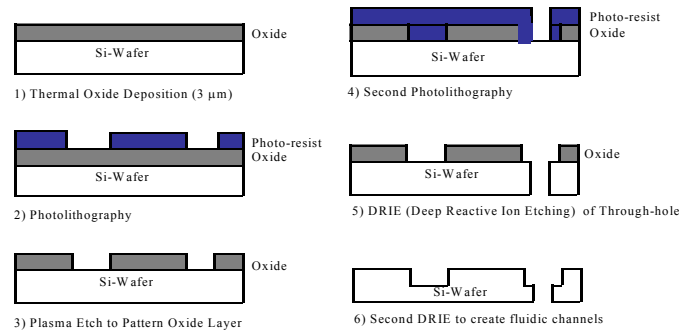 Oxide
Si-Wafer
1) Thermal Oxide Deposition (3 μm)
Photo-resist
Oxide
Si-Wafer
2) Photolithography
Oxide
Si-Wafer
3) Plasma Etch to Pattern Oxide Layer
Photo-resist
Oxide
Si-Wafer
4) Second Photolithography
Oxide
Si-Wafer
5) DRIE (Deep Reactive Ion Etching) of Through-hole
Si-Wafer
6) Second DRIE to create fluidic channels